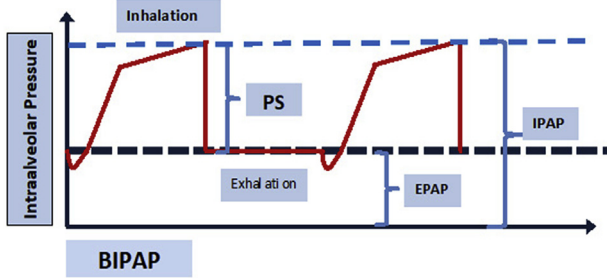 Inhalation
Intraalveolar Pressure
PS
IPAP
Exhalation
EPAP
BIPAP